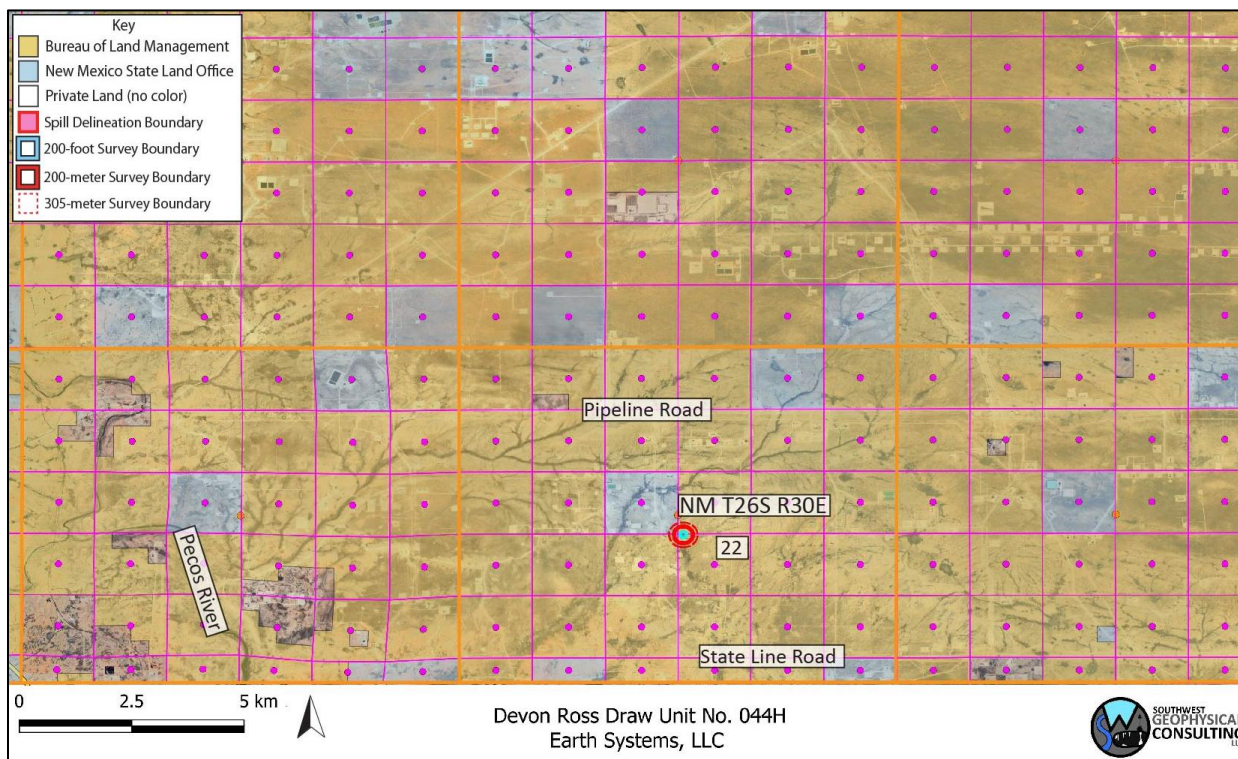 Key
Bureau of Land Management
New Mexico State Land Office
Private Land (no color)
Spill Delineation Boundary
200-foot Survey Boundary
200-meter Survey Boundary
305-meter Survey Boundary
Pipeline Road
NM T26S R30E
22
Pecos River
State Line Road
0 2.5 5 km
Devon Ross Draw Unit No. 044H
Earth Systems, LLC
SOUTHWEST
GEOPHYSICAL
CONSULTING
LLC